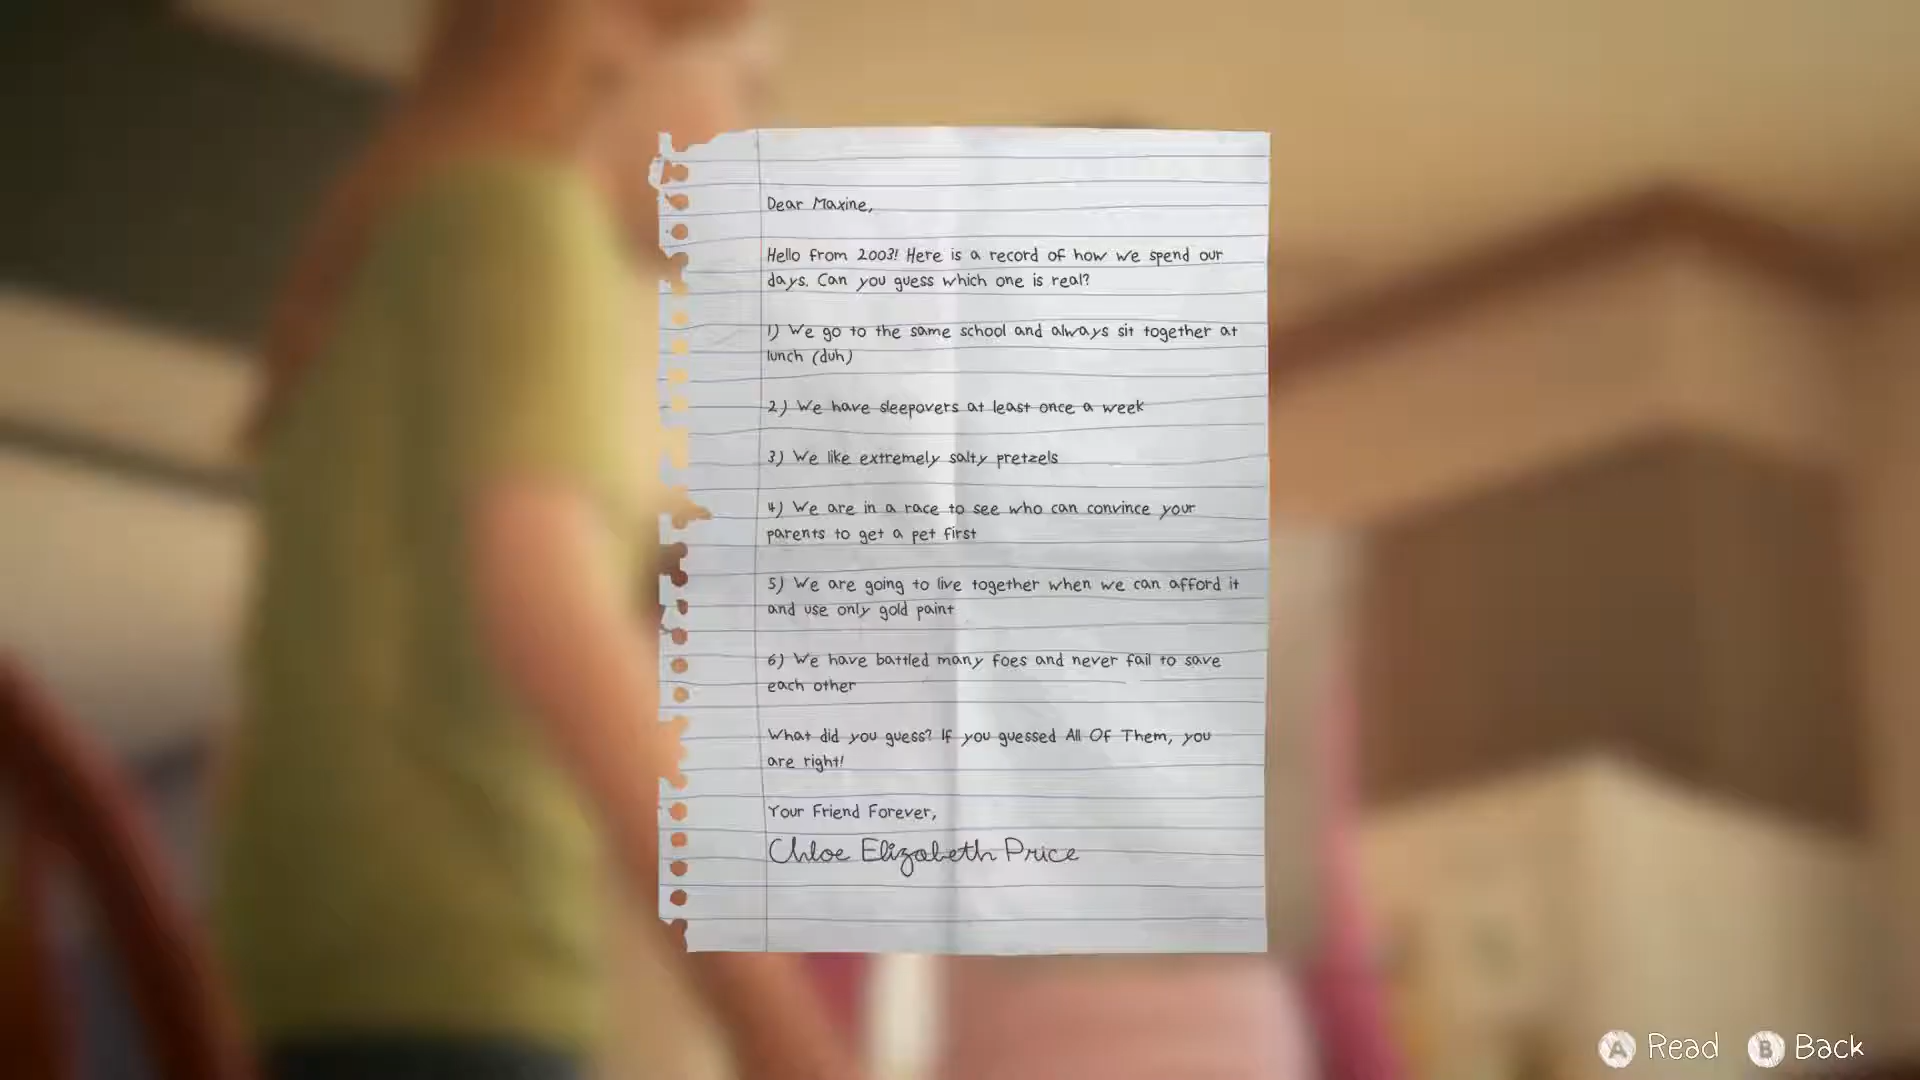 Dear Maxine,
Hello from 2003! Here is a record of how we spend our
days. Can you guess which one is real?
1) We go to the same school and always sit together at
lunch (duh)
2) We have sleepovers at least once a week
3) We like extremely salty pretzels
4) We are in a race to see who can convince your
parents to get a pet first
5) We are going to live together when we can afford it
and use only gold paint
6) We have battled many foes and never fail to save
each other
What did you guess? If you guessed All Of Them, you
are right!
Your Friend Forever,
Chloe Elizabeth Price
A Read B Back